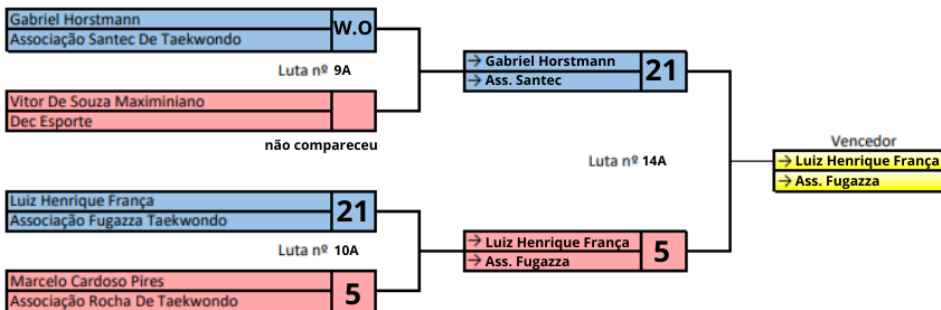 Gabriel Horstmann
Associação Santec De Taekwondo
W.O
Luta nº 9A
Vitor De Souza Maximiniano
Dec Esporte
não compareceu
→ Gabriel Horstmann
→ Ass. Santec
21
Luta nº 14A
Vencedor
→ Luiz Henrique França
→ Ass. Fugazza
Luiz Henrique França
Associação Fugazza Taekwondo
21
Luta nº 10A
Marcelo Cardoso Pires
Associação Rocha De Taekwondo
5
→ Luiz Henrique França
→ Ass. Fugazza
5